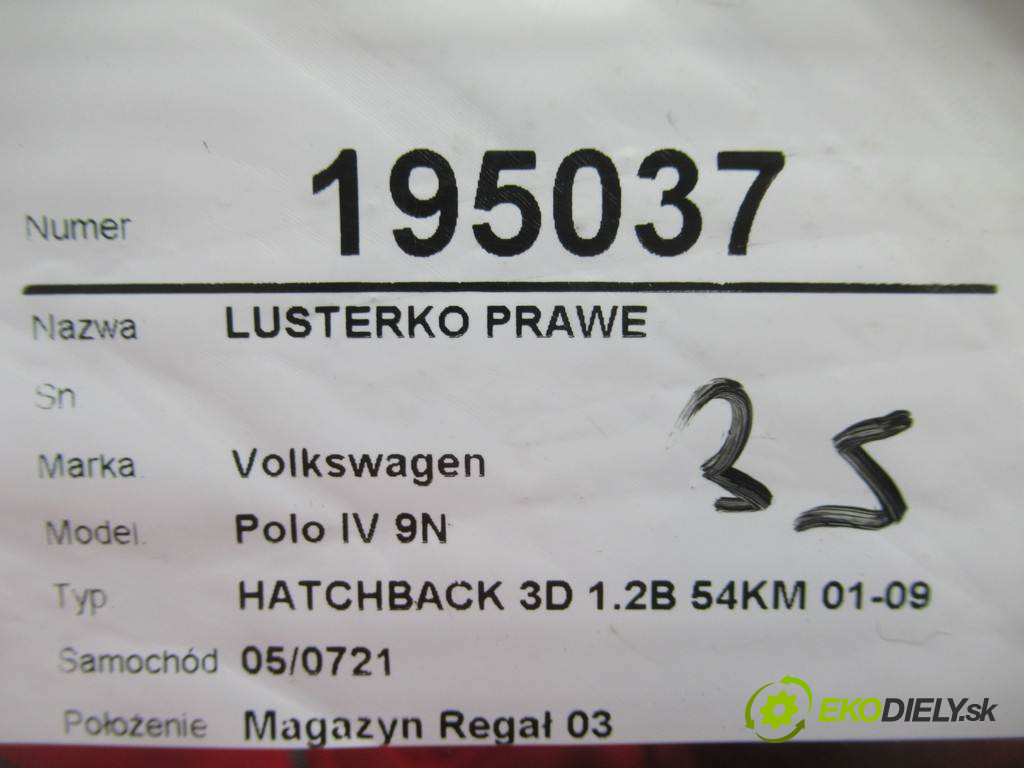 Numer 195037
Nazwa LUSTERKO PRAWE
Sn
35
Marka Volkswagen
Model Polo IV 9N
Typ HATCHBACK 3D 1.2B 54KM 01-09
Samochód 05/0721
Położenie Magazyn Regał 03
EKODIELY.sk